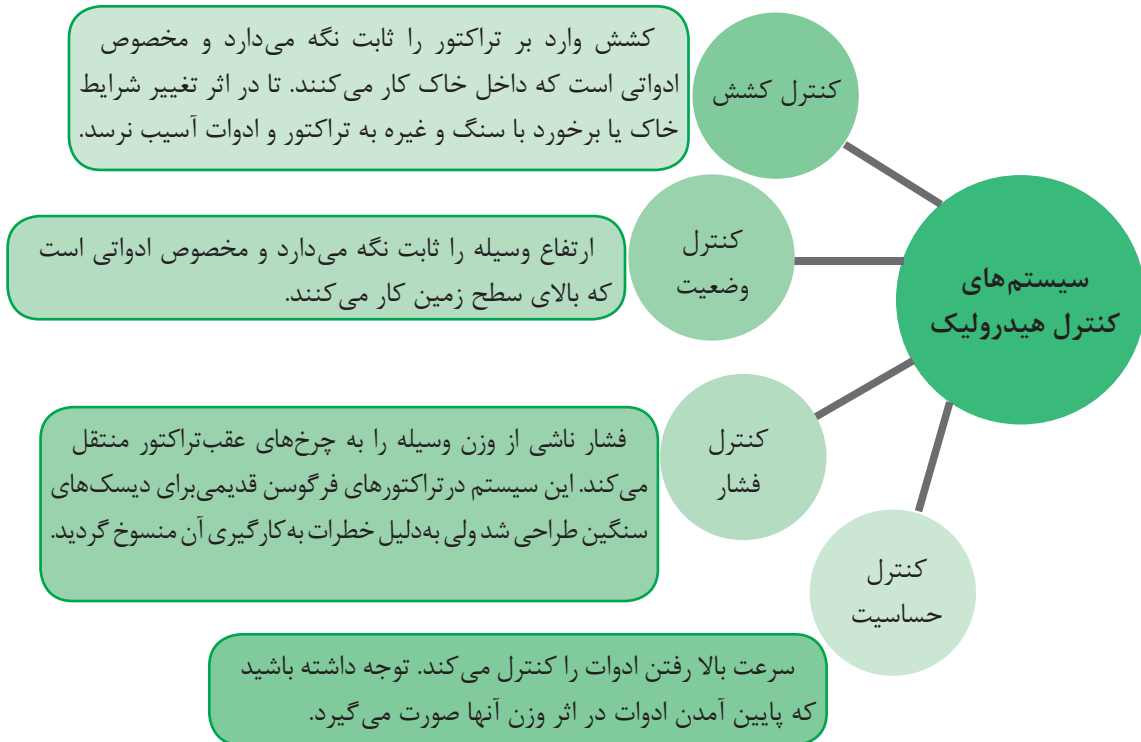 سیستم‌های
کنترل هیدرولیک
کنترل کشش
کشش وارد بر تراکتور را ثابت نگه می‌دارد و مخصوص
ادواتی است که داخل خاک کار می‌کنند. تا در اثر تغییر شرایط
خاک یا برخورد با سنگ و غیره به تراکتور و ادوات آسیب نرسد.
کنترل
وضعیت
ارتفاع وسیله را ثابت نگه می‌دارد و مخصوص ادواتی است
که بالای سطح زمین کار می‌کنند.
کنترل
فشار
فشار ناشی از وزن وسیله را به چرخ‌های عقب‌تراکتور منتقل
می‌کند. این سیستم درتراکتورهای فرگوسن قدیمی‌برای دیسک‌های
سنگین طراحی شد ولی به‌دلیل خطرات به‌کارگیری آن منسوخ گردید.
کنترل
حساسیت
سرعت بالا رفتن ادوات را کنترل می‌کند. توجه داشته باشید
که پایین آمدن ادوات در اثر وزن آنها صورت می‌گیرد.